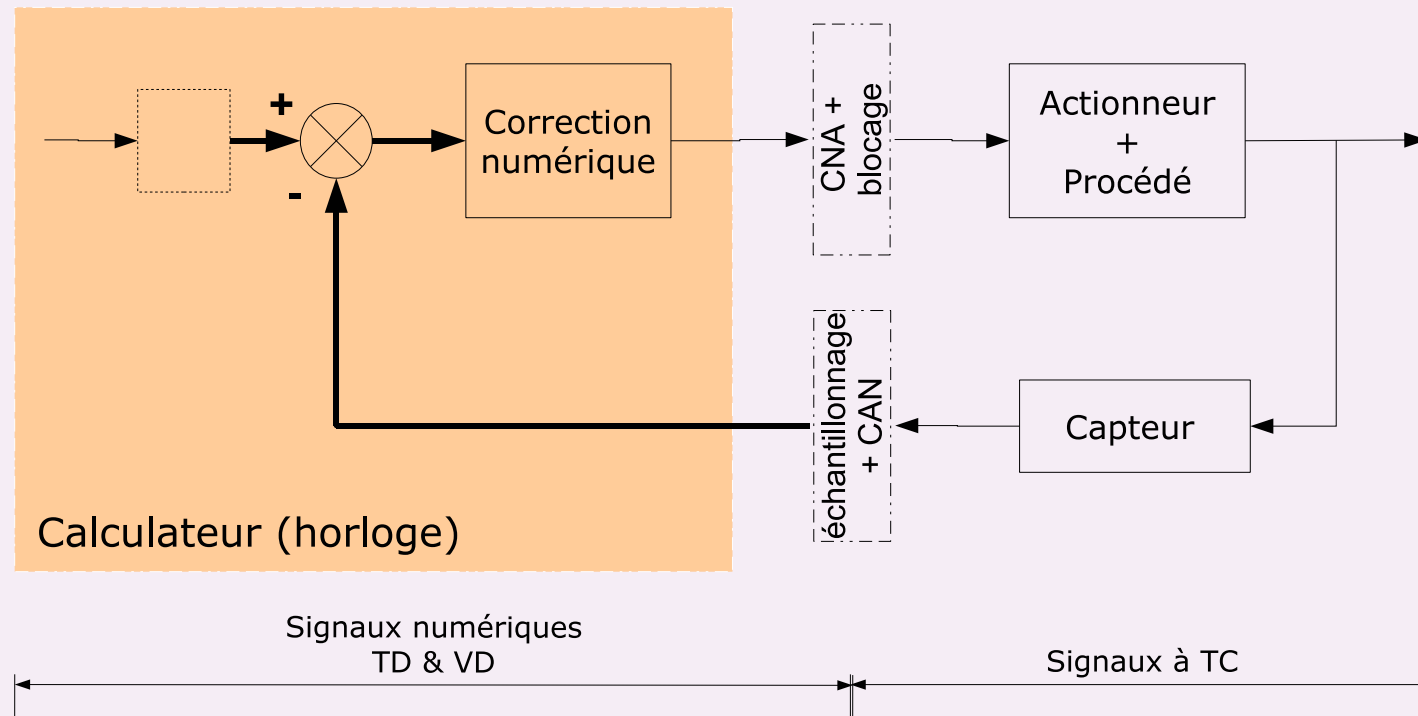 +
-
Correction
numérique
CNA +
blocage
Actionneur
+
Procédé
échantillonnage
+ CAN
Capteur
Calculateur (horloge)
Signaux numériques
TD & VD
Signaux à TC